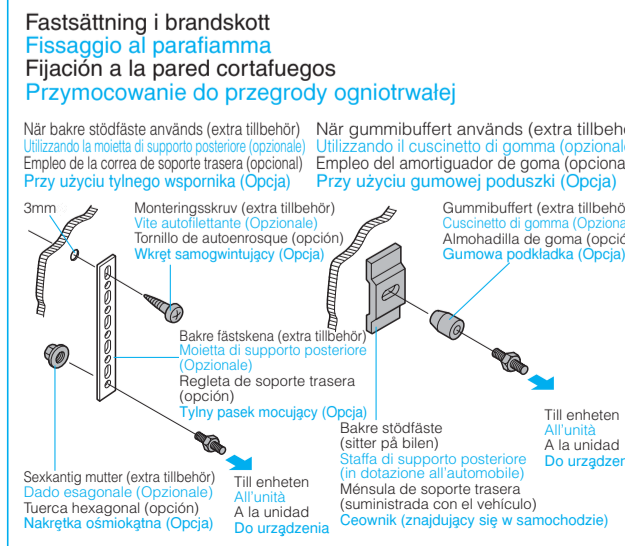 Fastsättning i brandskott
Fissaggio al parafiamma
Fijación a la pared cortafuegos
Przymocowanie do przegrody ogniotrwałej
När bakre stödfäste används (extra tillbehör)
Utilizzando la moietta di supporto posteriore (opzionale)
Empleo de la correa de soporte trasera (opcional)
Przy użyciu tylnego wspornika (Opcja)
När gummibuffert används (extra
Utilizzando il cuscinetto di gomma
Empleo del amortiguador de goma
Przy użyciu gumowej poduszki (Opcja)
3mm
Monteringsskruv (extra tillbehör)
Vite autofilettante (Opzionale)
Tornillo de autoenrosque (opción)
Wkręt samogwintujący (Opcja)
Gummibuffert (extra
Cuscinetto di gomma
Almohadilla de goma
Gumowa podkładka (Opcja)
Bakre fästskena (extra tillbehör)
Moietta di supporto posteriore
(Opzionale)
Regleta de soporte trasera
(opción)
Tylny pasek mocujący (Opcja)
Sexkantig mutter (extra tillbehör)
Dado esagonale (Opzionale)
Tuerca hexagonal (opción)
Nakrętka ośmiokątna (Opcja)
Till enheten
All'unità
A la unidad
Do urządzenia
Bakre stödfäste
(sitter på bilen)
Staffa di supporto posteriore
(in dotazione all'automobile)
Ménsula de soporte trasera
(suministrada con el vehículo)
Ceownik (znajdujący się w samochodzie)
Till enheten
All'unità
A la unidad
Do